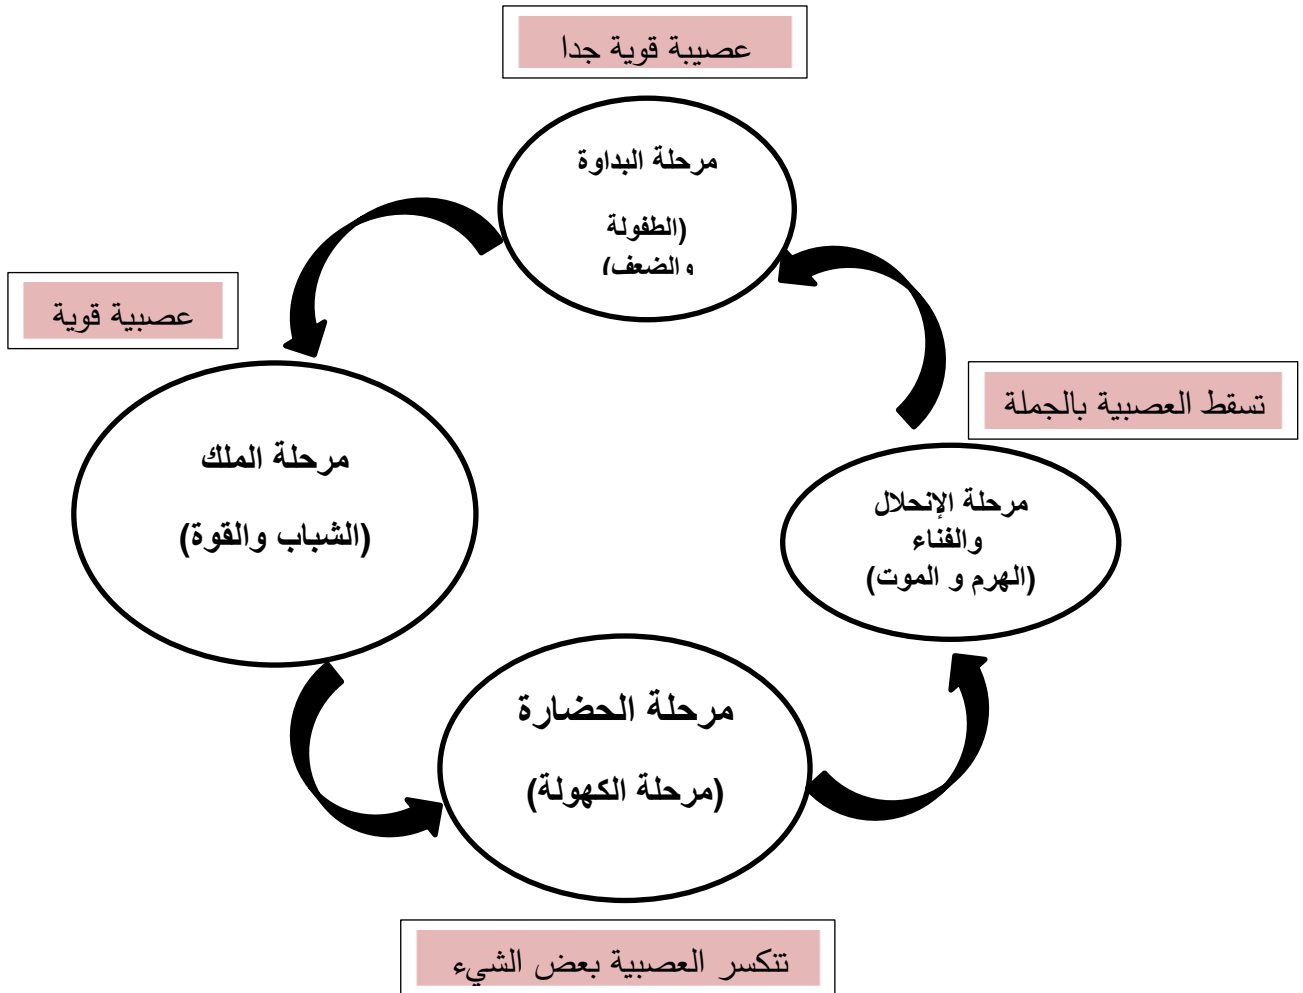 عصيبة قوية جدا
مرحلة البداوة
(الطفولة
والضعف)
عصبية قوية
مرحلة الملك
(الشباب والقوة)
مرحلة الحضارة
(مرحلة الكهولة)
تتكسر العصبية بعض الشيء
تسقط العصبية بالجملة
مرحلة الإنحلال
والفناء
(الهرم و الموت)